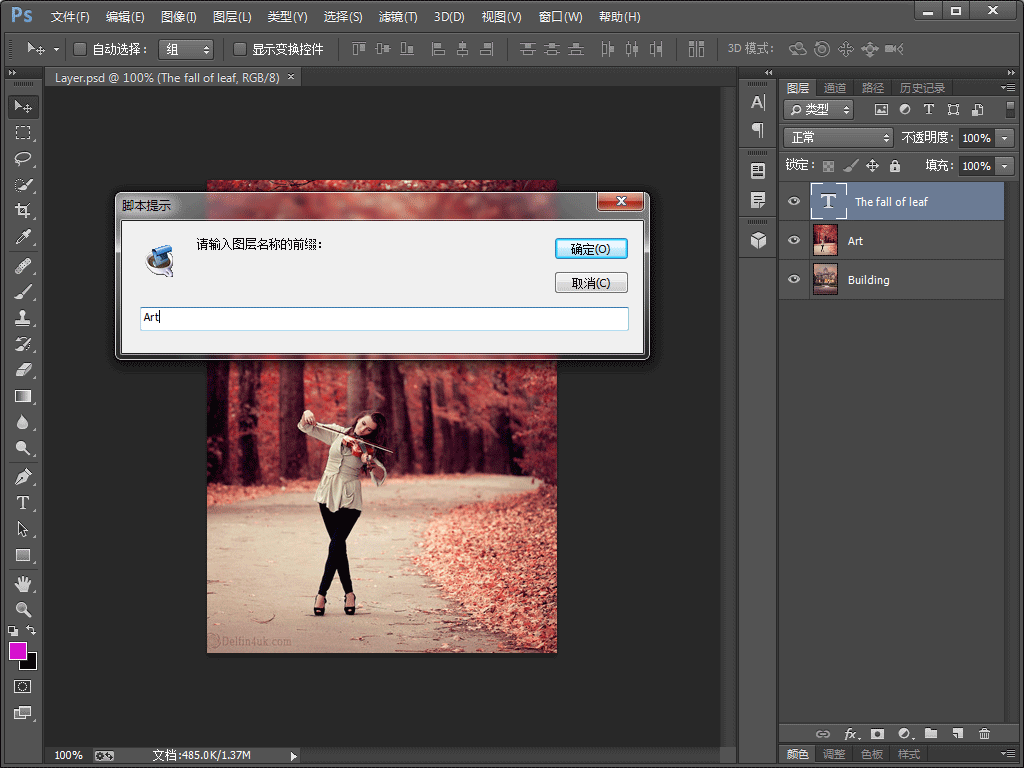 Ps 文件(F) 编辑(E) 图像(I) 图层(L) 类型(Y) 选择(S) 滤镜(T) 3D(D) 视图(V) 窗口(W) 帮助(H)
自动选择： 组 显示变换控件 3D 模式：
Layer.psd @ 100% (The fall of leaf, RGB/8) ×
图层 通道 路径 历史记录
类型
正常 不透明度： 100%
锁定： 填充： 100%
The fall of leaf
Art
Building
脚本提示
请输入图层名称的前缀：
确定(O)
取消(C)
Art
Delfin4uk.com
100% 文档:485.0K/1.37M
颜色 调整 色板 样式